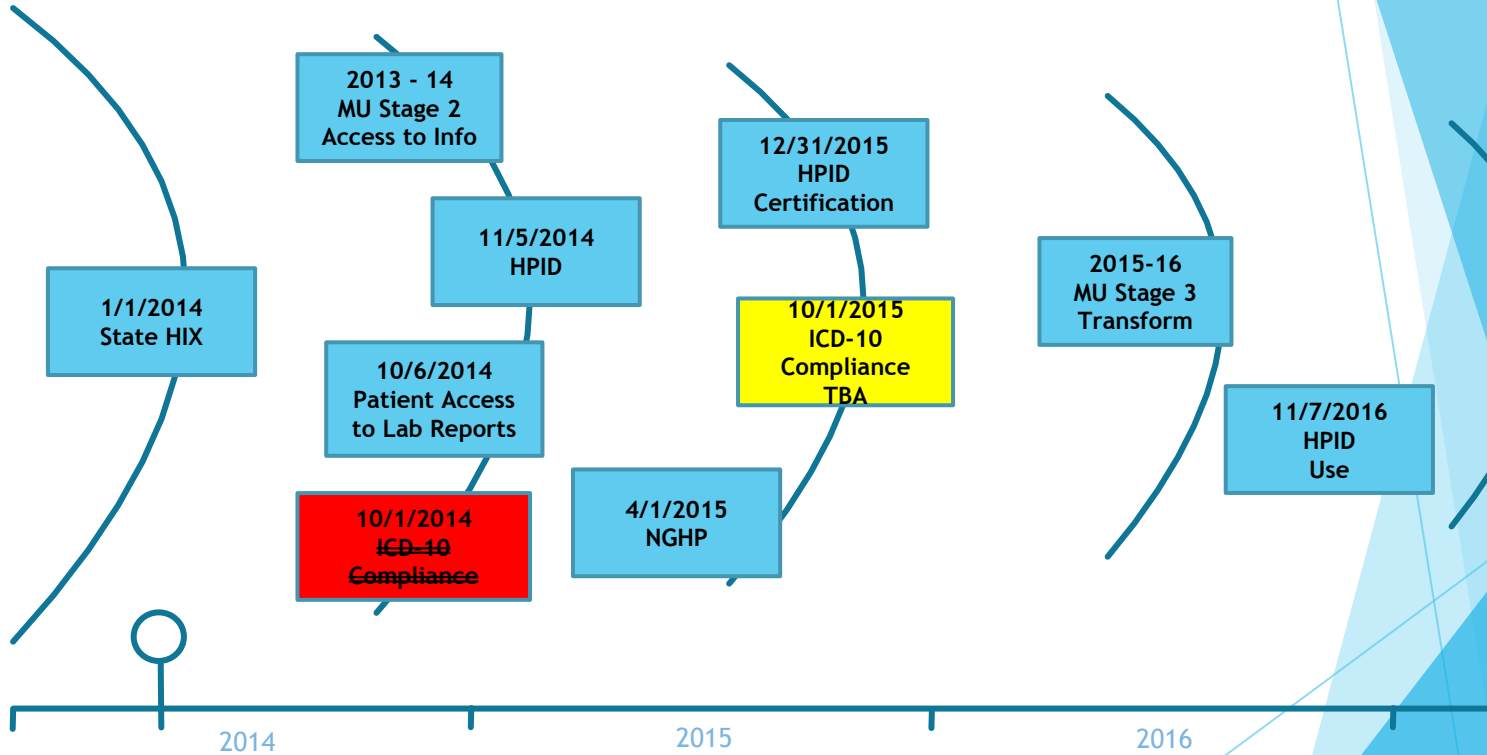 1/1/2014
State HIX
2013 - 14
MU Stage 2
Access to Info
11/5/2014
HPID
10/6/2014
Patient Access
to Lab Reports
10/1/2014
ICD-10
Compliance
12/31/2015
HPID
Certification
10/1/2015
ICD-10
Compliance
TBA
4/1/2015
NGHP
2015-16
MU Stage 3
Transform
11/7/2016
HPID
Use
2014
2015
2016